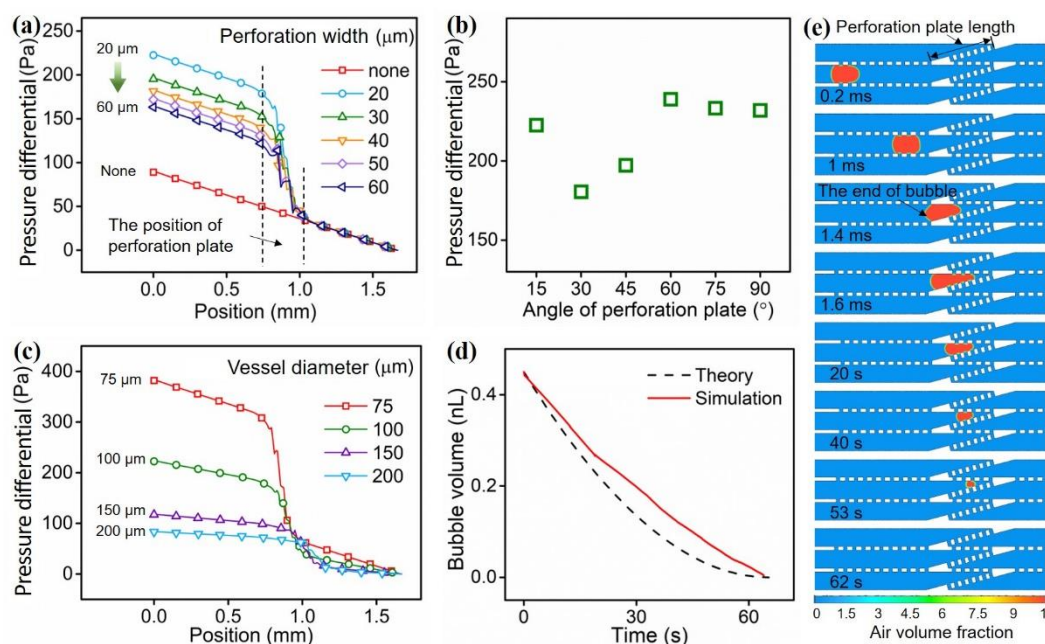 (a)
250
200
150
100
50
0
Pressure differential (Pa)
20 µm
60 µm
None
Perforation width (µm)
none
20
30
40
50
60
The position of
perforation plate
0.0 0.5 1.0 1.5
Position (mm)
(b)
250
200
150
Pressure differential (Pa)
15 30 45 60 75 90
Angle of perforation plate (°)
(c)
400
300
200
100
0
Pressure differential (Pa)
Vessel diameter (µm)
75 µm
100 µm
150 µm
200 µm
75
100
150
200
0.0 0.5 1.0 1.5
Position (mm)
(d)
0.4
0.2
0.0
Bubble volume (nL)
Theory
Simulation
0 30 60
Time (s)
(e)
Perforation plate length
0.2 ms
1 ms
The end of bubble
1.4 ms
1.6 ms
20 s
40 s
53 s
62 s
0 1.5 3 4.5 6 7.5 9 1
Air volume fraction